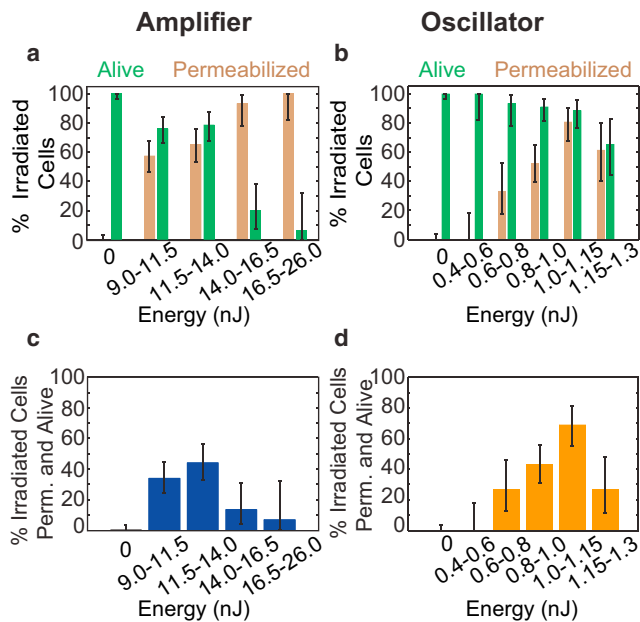 Amplifier
Oscillator
a
b
Alive
Permeabilized
Alive
Permeabilized
% Irradiated
Cells
100
80
60
40
20
0
0
9.0-11.5
11.5-14.0
14.0-16.5
16.5-26.0
Energy (nJ)
% Irradiated
Cells
100
80
60
40
20
0
0
0.4-0.6
0.6-0.8
0.8-1.0
1.0-1.15
1.15-1.3
Energy (nJ)
c
d
% Irradiated Cells
Perm. and Alive
100
80
60
40
20
0
0
9.0-11.5
11.5-14.0
14.0-16.5
16.5-26.0
Energy (nJ)
% Irradiated Cells
Perm. and Alive
100
80
60
40
20
0
0
0.4-0.6
0.6-0.8
0.8-1.0
1.0-1.15
1.15-1.3
Energy (nJ)